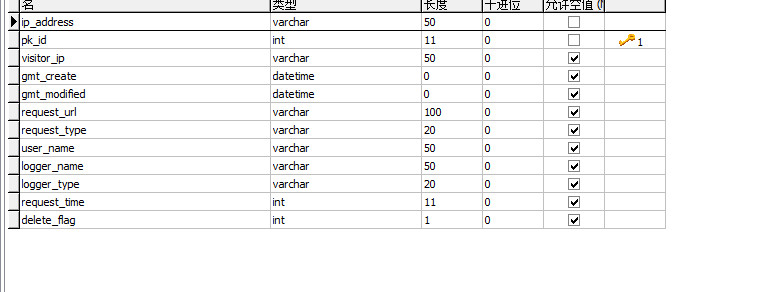 名 类型 长度 十进位 允许空值 (
ip_address varchar 50 0
pk_id int 11 0 1
visitor_ip varchar 50 0
gmt_create datetime 0 0
gmt_modified datetime 0 0
request_url varchar 100 0
request_type varchar 20 0
user_name varchar 50 0
logger_name varchar 50 0
logger_type varchar 20 0
request_time int 11 0
delete_flag int 1 0